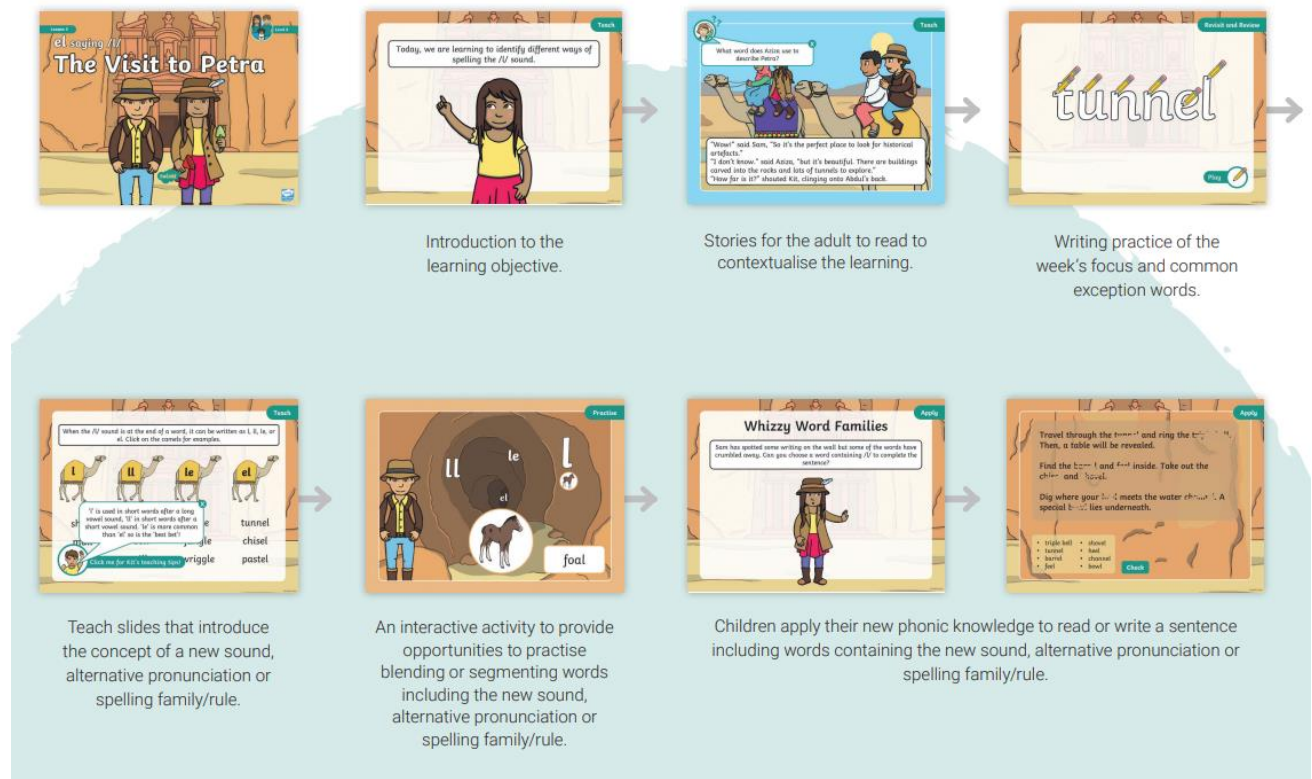 el saying /l/
The Visit to Petra
Teach
Today, we are learning to identify different ways of
spelling the /l/ sound.
Teach
What word does Aziza use to
describe Petra?
"Wow!" said Sam, "So it's the perfect place to look for historical
artefacts."
"I don't know," said Aziza, "but it's beautiful. There are buildings
carved into the rocks and lots of tunnels to explore."
"How far is it?" shouted Kit, clinging onto Abdul's back.
Revisit and Review
tunnel
Play
Introduction to the
learning objective.
Stories for the adult to read to
contextualise the learning.
Writing practice of the
week's focus and common
exception words.
Teach
When the /l/ sound is at the end of a word, it can be written as l, ll, le, or
el. Click on the camels for examples.
l
ll
le
el
'l' is used in short words after a long
vowel sound, 'll' in short words after a
short vowel sound. 'le' is more common
than 'el' so is the 'best bet'!
tunnel
chisel
wriggle
pastel
Click me for Kit's teaching tips!
Practise
ll
le
l
el
foal
Apply
Whizzy Word Families
Sam has spotted some writing on the wall but some of the words have
crumbled away. Can you choose a word containing /l/ to complete the
sentence?
Apply
Travel through the and ring the
Then, a table will be revealed.
Find the and inside. Take out the
and
Dig where your meets the water A
special lies underneath.
• triple bell
• tunnel
• barrel
• feel
• shovel
• heel
• channel
• bowl
Check
Teach slides that introduce
the concept of a new sound,
alternative pronunciation or
spelling family/rule.
An interactive activity to provide
opportunities to practise
blending or segmenting words
including the new sound,
alternative pronunciation or
spelling family/rule.
Children apply their new phonic knowledge to read or write a sentence
including words containing the new sound, alternative pronunciation or
spelling family/rule.